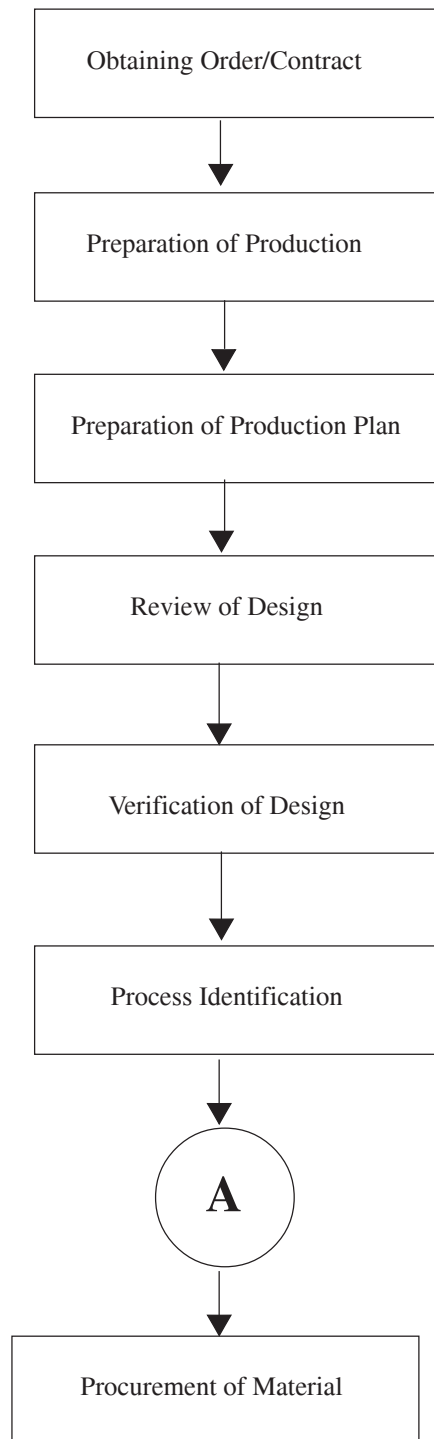 Obtaining Order/Contract
Preparation of Production
Preparation of Production Plan
Review of Design
Verification of Design
Process Identification
A
Procurement of Material